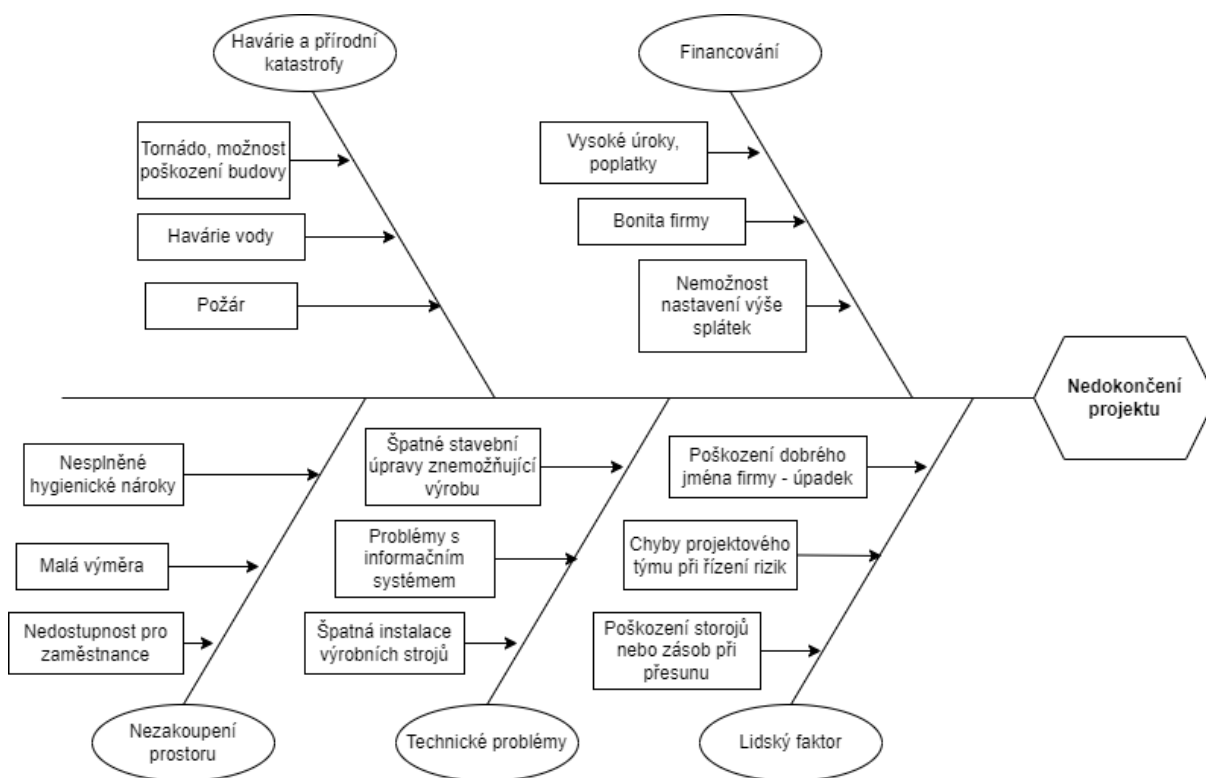 Havárie a přírodní
katastrofy
Financování
Tornádo, možnost
poškození budovy
Vysoké úroky,
poplatky
Havárie vody
Bonita firmy
Požár
Nemožnost
nastavení výše
splátek
Nedokončení
projektu
Nesplněné
hygienické nároky
Špatné stavební
úpravy znemožňující
výrobu
Poškození dobrého
jména firmy - úpadek
Malá výměra
Problémy s
informačním
systémem
Chyby projektového
týmu při řízení rizik
Nedostupnost pro
zaměstnance
Špatná instalace
výrobních strojů
Poškození storojů
nebo zásob při
přesunu
Nezakoupení
prostoru
Technické problémy
Lidský faktor